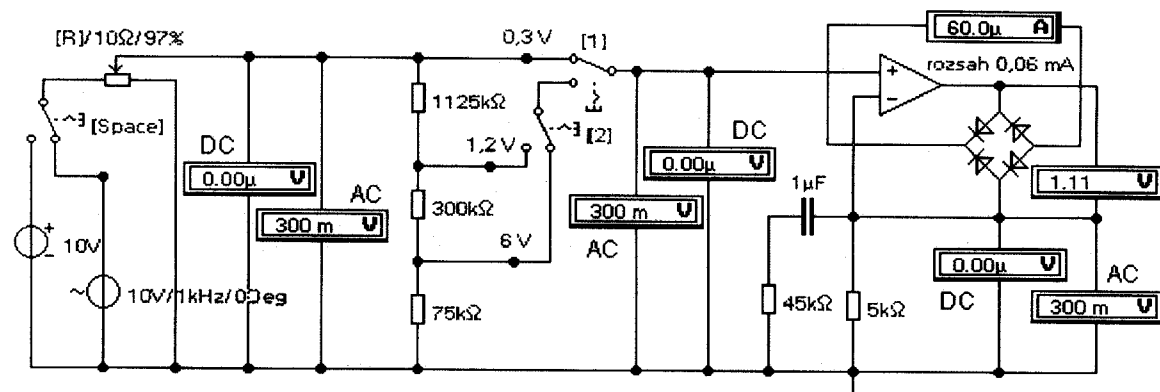 [R]/10Ω/97%
0,3 V
[1]
60.0µ A
rozsah 0,06 mA
+
−
1125kΩ
[Space]
[2]
DC
0.00µ V
1,2 V
DC
0.00µ V
AC
300 m V
300kΩ
300 m V
AC
1µF
1.11 V
6 V
10V
+
−
~
10V/1kHz/0Deg
75kΩ
45kΩ
5kΩ
0.00µ V
DC
AC
300 m V